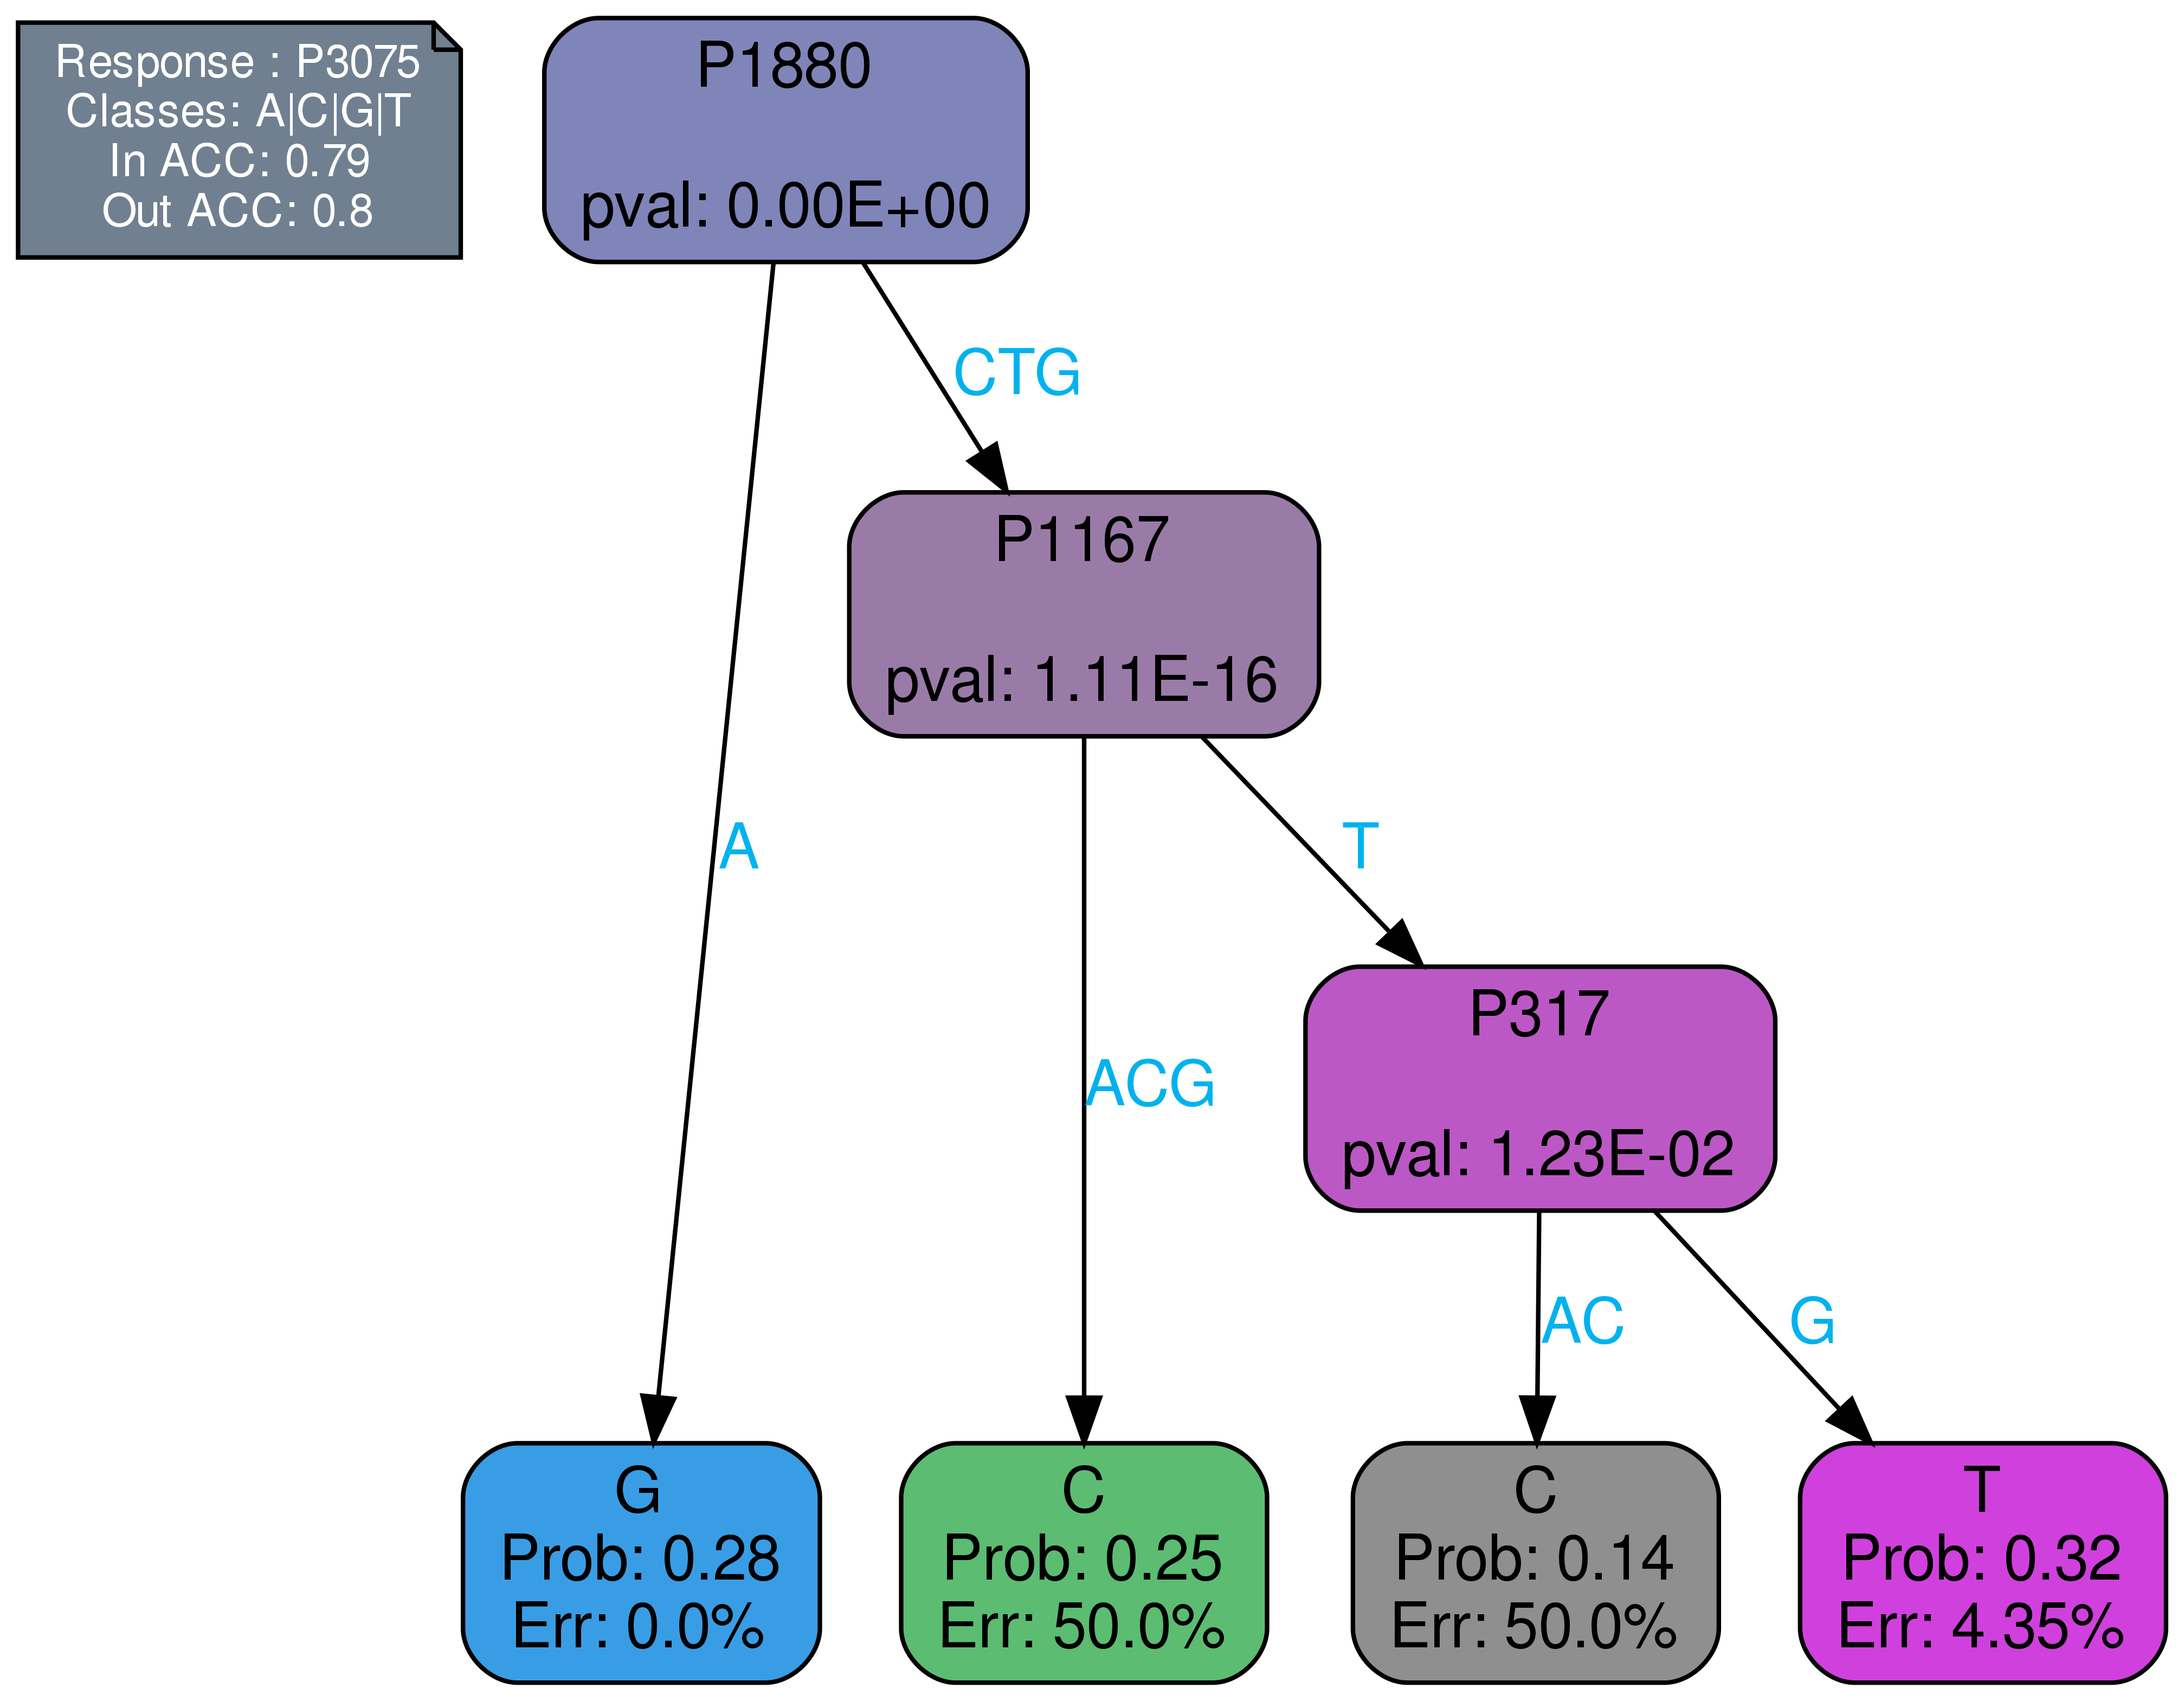 Response : P3075
Classes: A|C|G|T
In ACC: 0.79
Out ACC: 0.8
P1880
pval: 0.00E+00
CTG
P1167
pval: 1.11E-16
A
T
P317
pval: 1.23E-02
ACG
AC
G
G
Prob: 0.28
Err: 0.0%
C
Prob: 0.25
Err: 50.0%
C
Prob: 0.14
Err: 50.0%
T
Prob: 0.32
Err: 4.35%